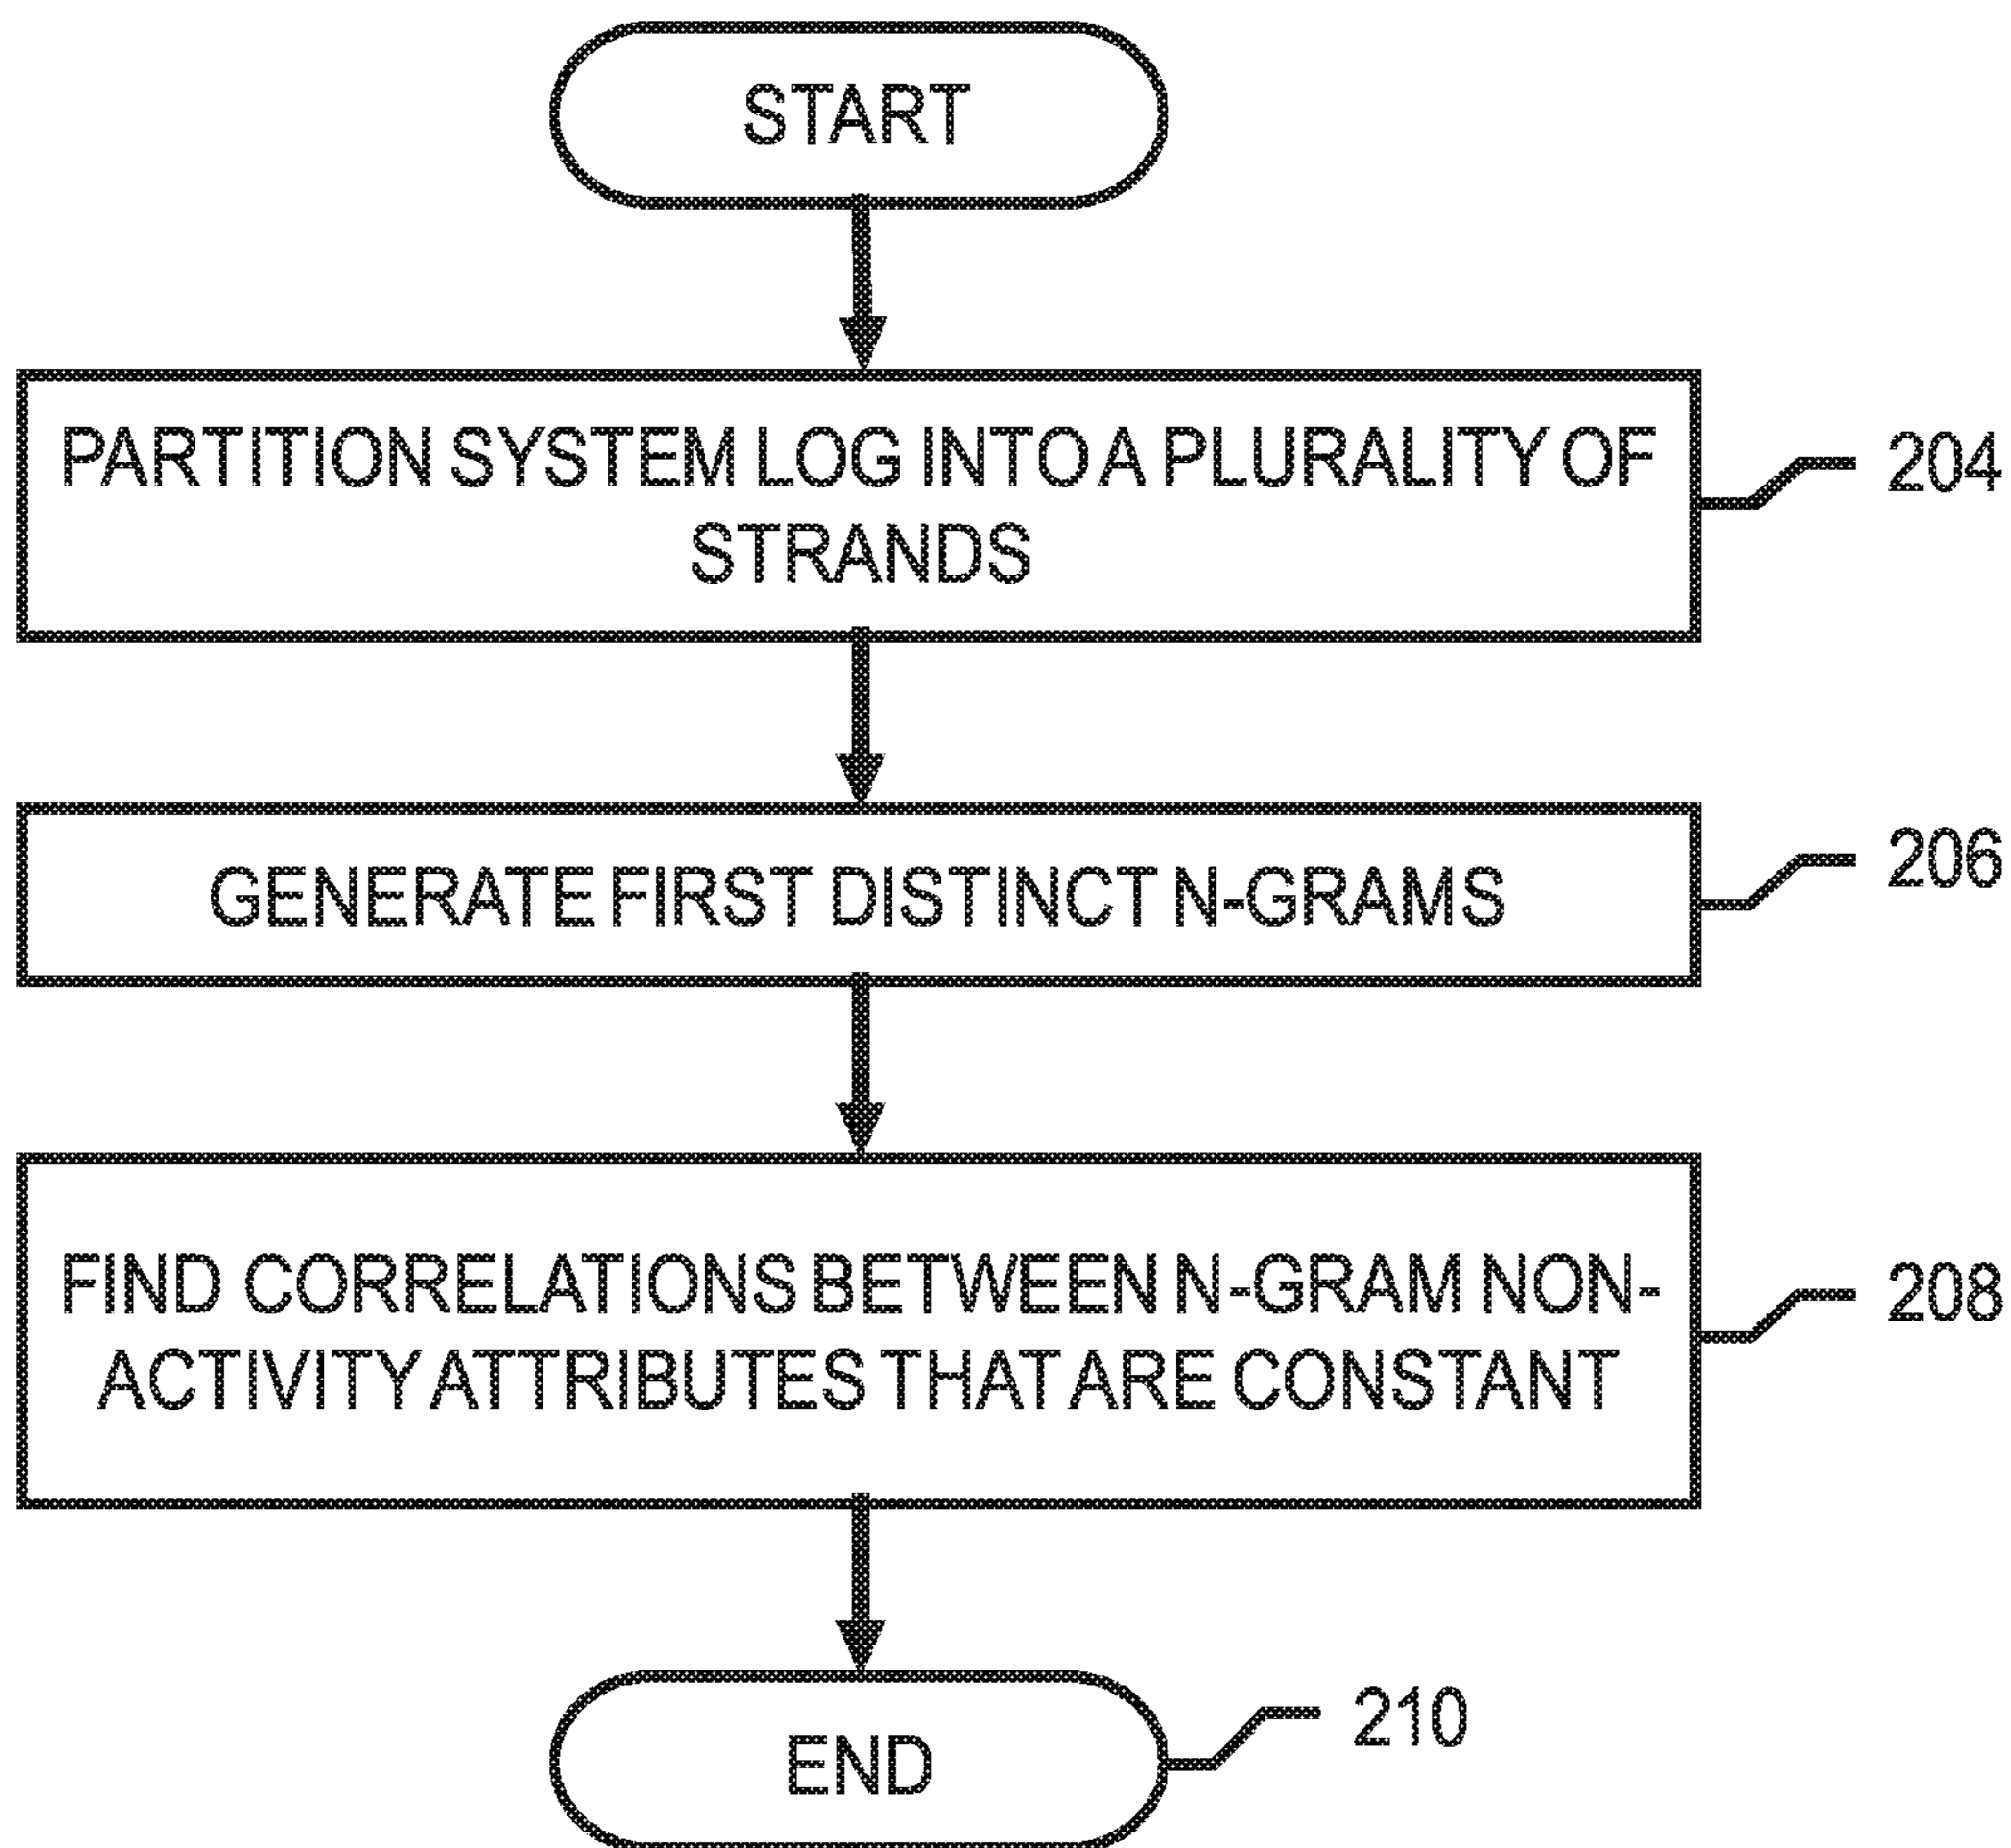 START
PARTITION SYSTEM LOG INTO A PLURALITY OF
STRANDS
204
GENERATE FIRST DISTINCT N-GRAMS
206
FIND CORRELATIONS BETWEEN N-GRAM NON-
ACTIVITY ATTRIBUTES THAT ARE CONSTANT
208
END
210